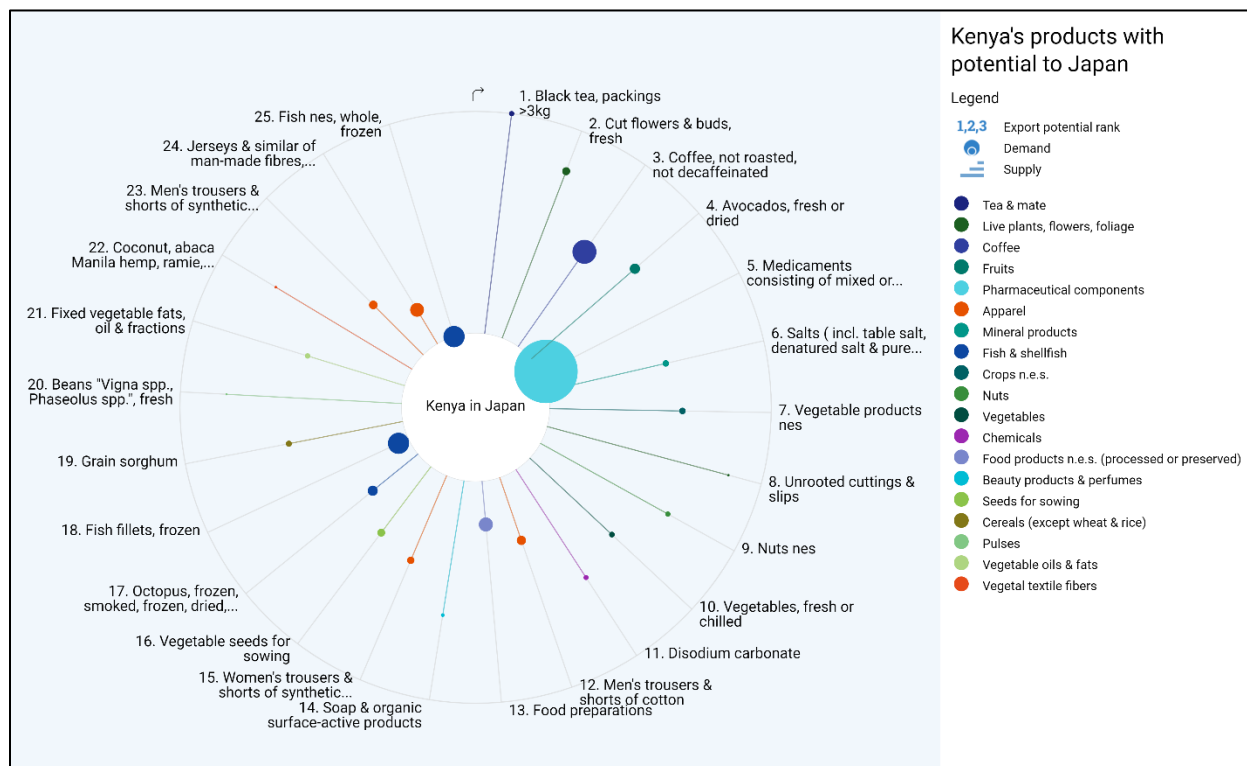 Kenya's products with
potential to Japan
Legend
1,2,3 Export potential rank
Demand
Supply
Tea & mate
Live plants, flowers, foliage
Coffee
Fruits
Pharmaceutical components
Apparel
Mineral products
Fish & shellfish
Crops n.e.s.
Nuts
Vegetables
Chemicals
Food products n.e.s. (processed or preserved)
Beauty products & perfumes
Seeds for sowing
Cereals (except wheat & rice)
Pulses
Vegetable oils & fats
Vegetal textile fibers
Kenya in Japan
1. Black tea, packings
>3kg
2. Cut flowers & buds,
fresh
3. Coffee, not roasted,
not decaffeinated
4. Avocados, fresh or
dried
5. Medicaments
consisting of mixed or...
6. Salts ( incl. table salt,
denatured salt & pure...
7. Vegetable products
nes
8. Unrooted cuttings &
slips
9. Nuts nes
10. Vegetables, fresh or
chilled
11. Disodium carbonate
12. Men's trousers &
shorts of cotton
13. Food preparations
14. Soap & organic
surface-active products
15. Women's trousers &
shorts of synthetic...
16. Vegetable seeds for
sowing
17. Octopus, frozen,
smoked, frozen, dried,...
18. Fish fillets, frozen
19. Grain sorghum
20. Beans "Vigna spp.,
Phaseolus spp.", fresh
21. Fixed vegetable fats,
oil & fractions
22. Coconut, abaca
Manila hemp, ramie,...
23. Men's trousers &
shorts of synthetic...
24. Jerseys & similar of
man-made fibres,...
25. Fish nes, whole,
frozen